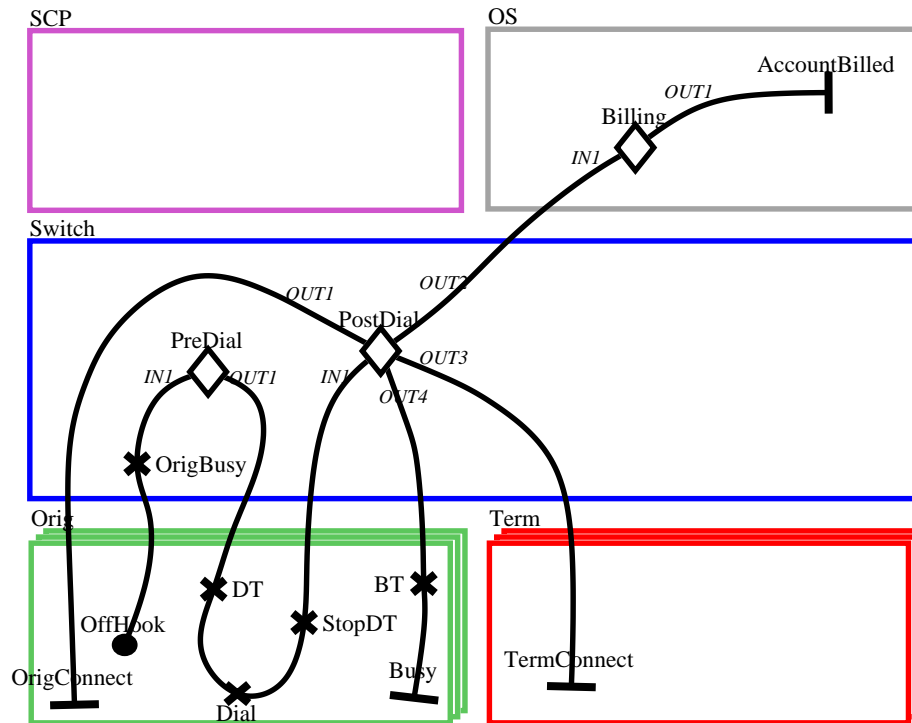 SCP
OS
AccountBilled
OUT1
Billing
IN1
Switch
OUT2
OUT1
PostDial
PreDial
OUT3
IN1
OUT1
IN1
OUT4
OrigBusy
Orig
Term
DT
BT
OffHook
StopDT
OrigConnect
Busy
TermConnect
Dial